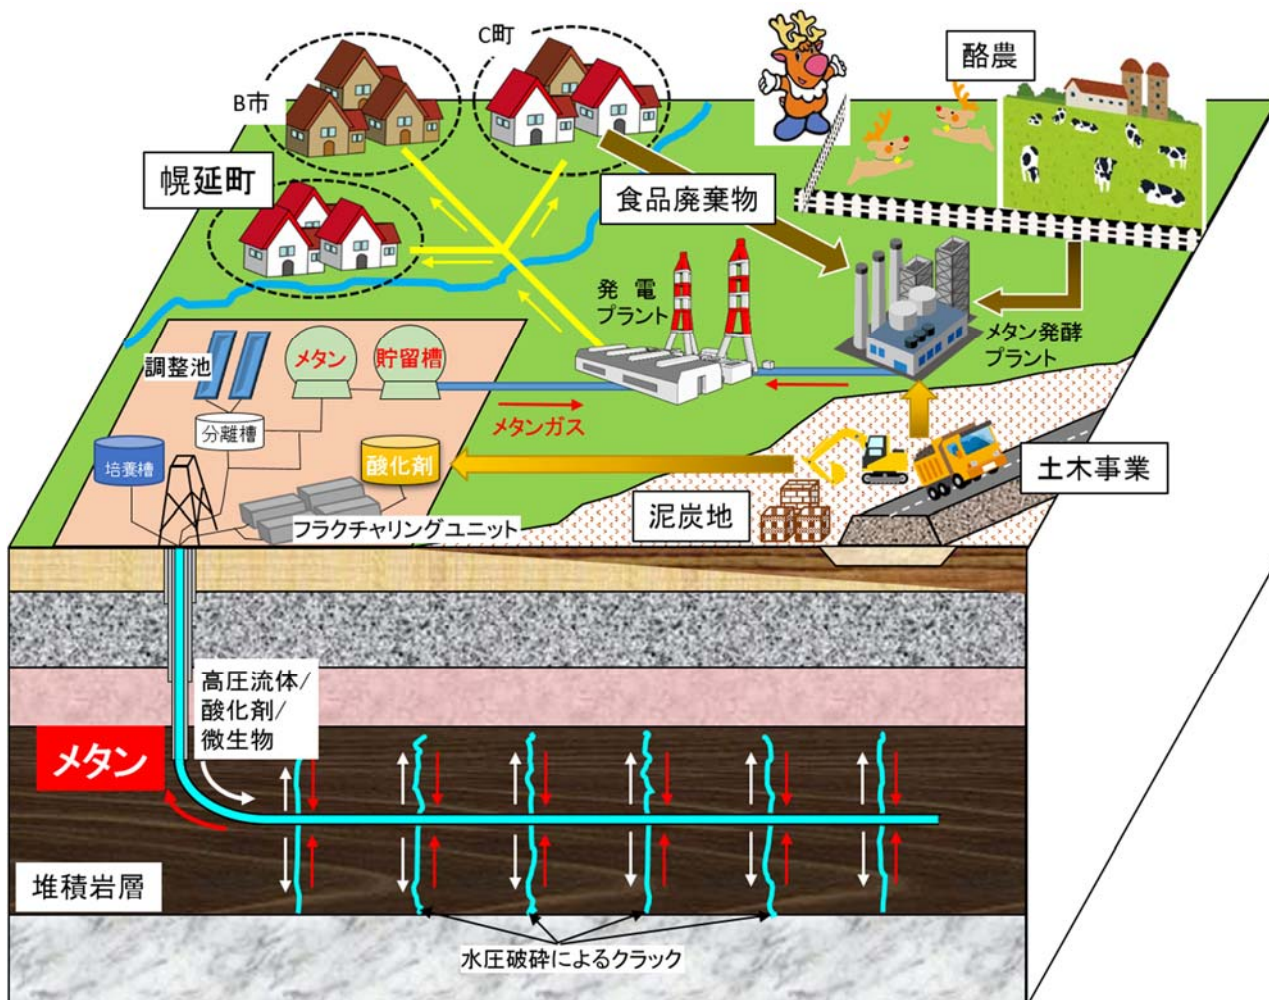 C町
B市
酪農
幌延町
食品廃棄物
発 電
プラント
メタン発酵
プラント
調整池
メタン
貯留槽
分離槽
メタンガス
培養槽
酸化剤
土木事業
泥炭地
フラクチャリングユニット
高圧流体/
酸化剤/
微生物
メタン
堆積岩層
水圧破砕によるクラック